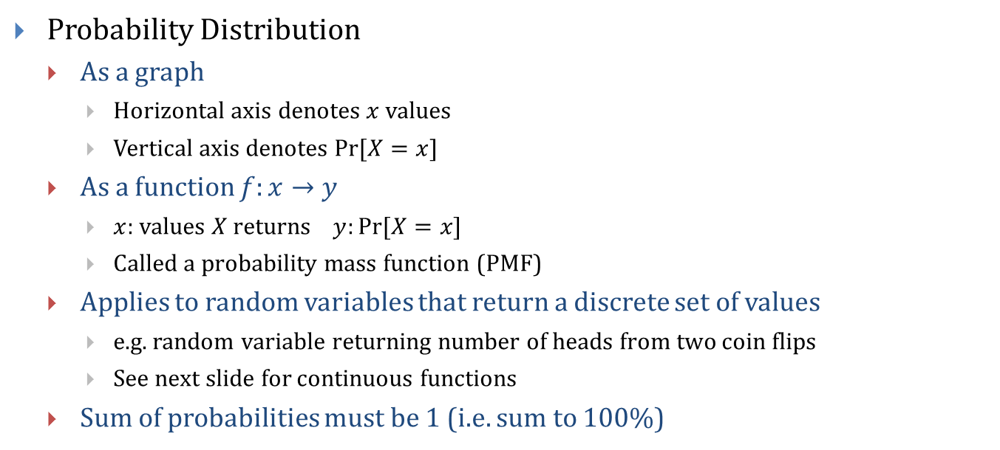 Probability Distribution
As a graph
Horizontal axis denotes x values
Vertical axis denotes Pr[X = x]
As a function f: x → y
x: values X returns y: Pr[X = x]
Called a probability mass function (PMF)
Applies to random variables that return a discrete set of values
e.g. random variable returning number of heads from two coin flips
See next slide for continuous functions
Sum of probabilities must be 1 (i.e. sum to 100%)